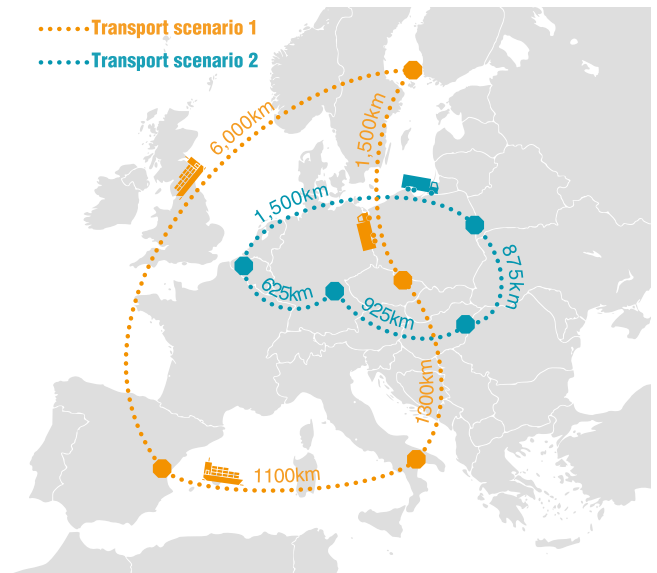 Transport scenario 1
Transport scenario 2
6,000km
1,500km
1,500km
875km
625km
925km
1300km
1100km